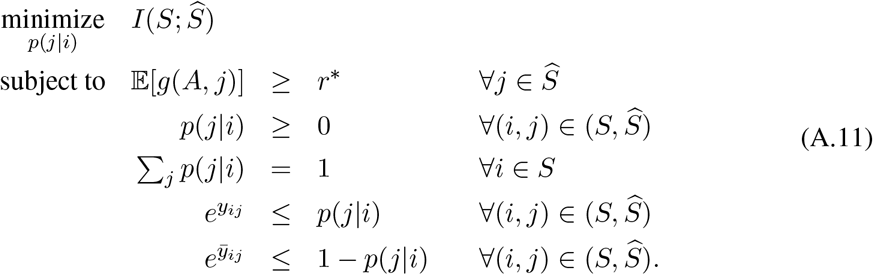 minimize p(j|i) I(S; Ŝ)
subject to 𝔼[g(A, j)] ≥ r* ∀j ∈ Ŝ
p(j|i) ≥ 0 ∀(i, j) ∈ (S, Ŝ)
∑_j p(j|i) = 1 ∀i ∈ S (A.11)
e^{y_{ij}} ≤ p(j|i) ∀(i, j) ∈ (S, Ŝ)
e^{ȳ_{ij}} ≤ 1 − p(j|i) ∀(i, j) ∈ (S, Ŝ).